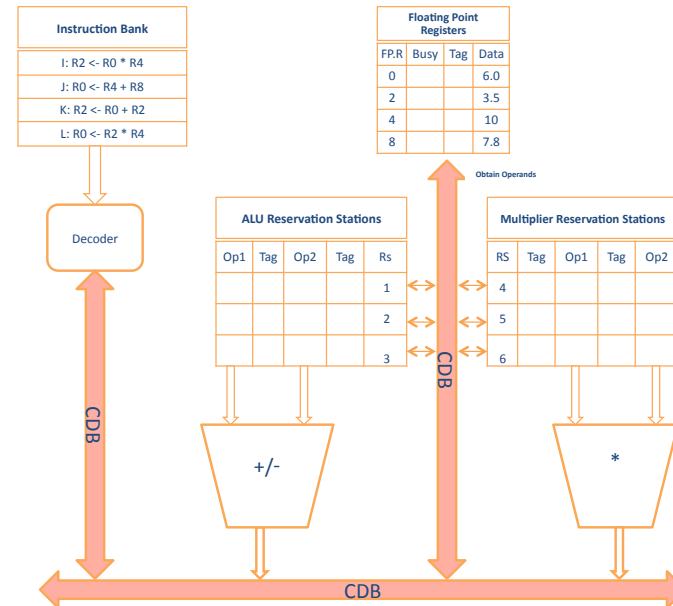 Instruction Bank
I: R2 <- R0 * R4
J: R0 <- R4 + R8
K: R2 <- R0 + R2
L: R0 <- R2 * R4
Floating Point
Registers
FP.R Busy Tag Data
0 6.0
2 3.5
4 10
8 7.8
Obtain Operands
Decoder
ALU Reservation Stations
Op1 Tag Op2 Tag Rs
1
2
3
Multiplier Reservation Stations
RS Tag Op1 Tag Op2
4
5
6
CDB
CDB
+/-
*
CDB